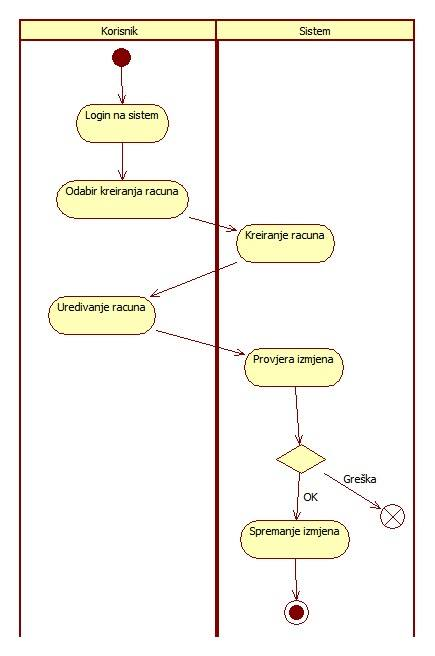 Korisnik
Sistem
Login na sistem
Odabir kreiranja racuna
Kreiranje racuna
Uredivanje racuna
Provjera izmjena
Greška
OK
Spremanje izmjena